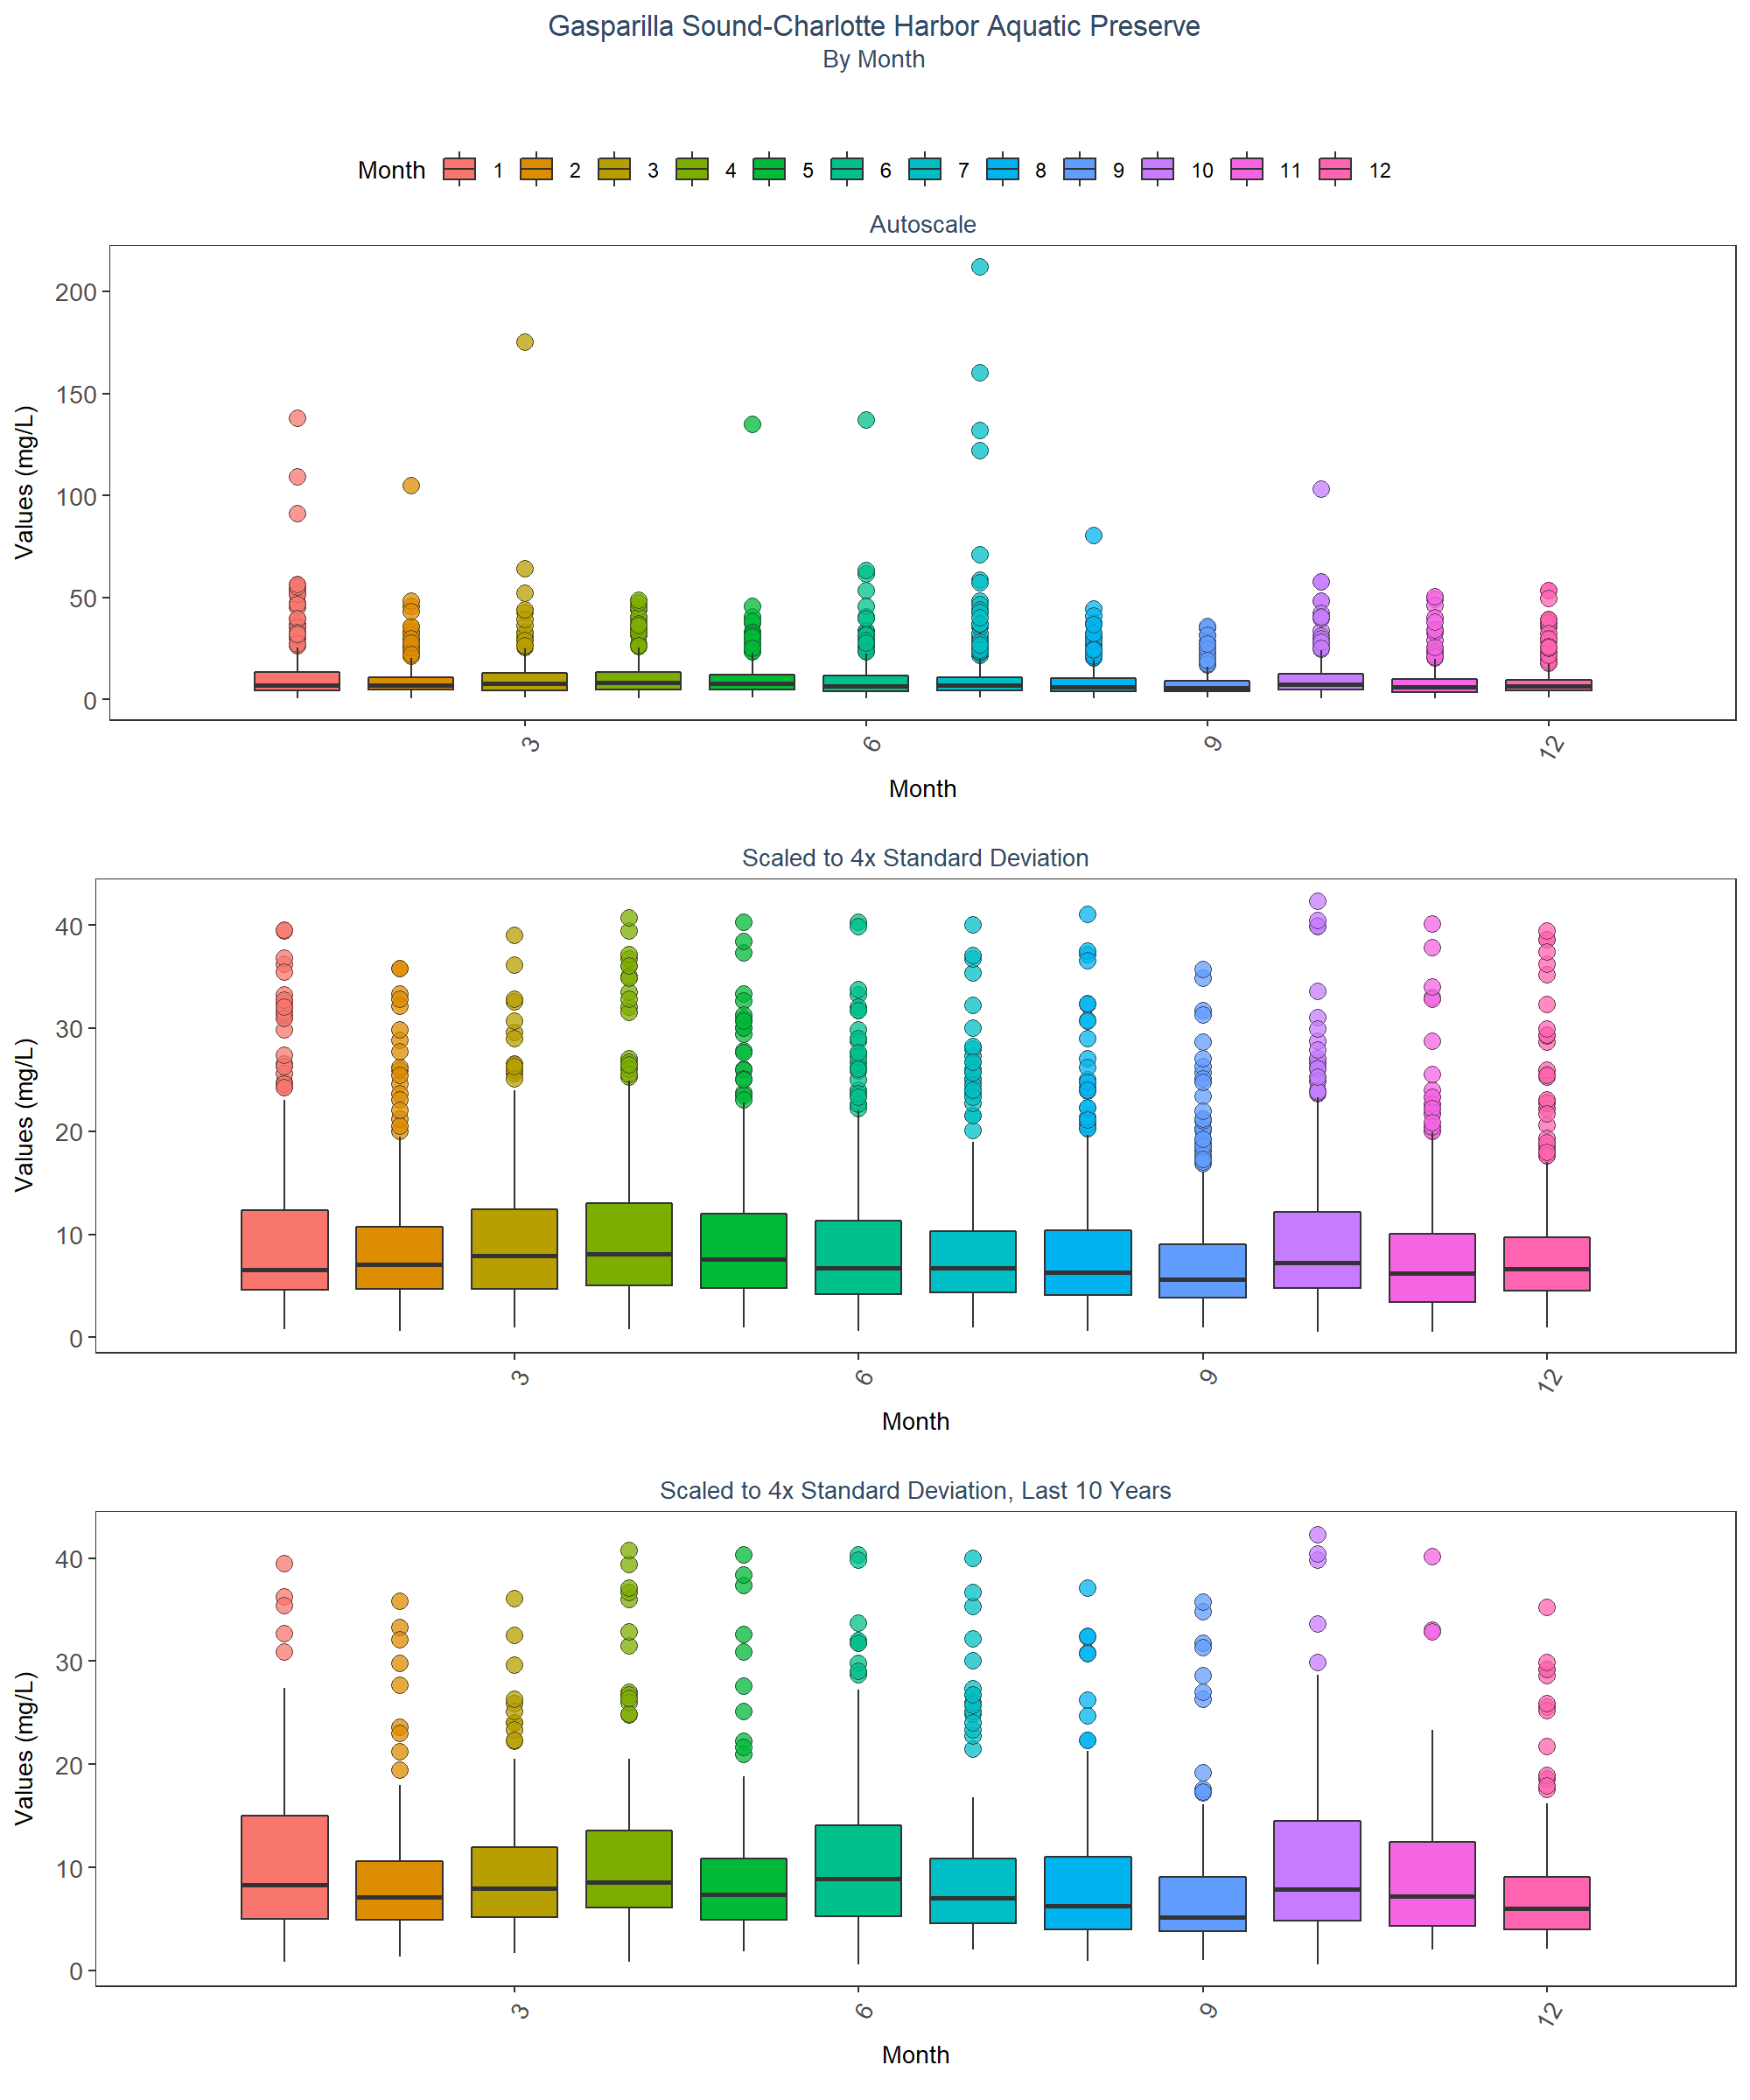 Gasparilla Sound-Charlotte Harbor Aquatic Preserve
By Month
Month 1 2 3 4 5 6 7 8 9 10 11 12
Autoscale
Values (mg/L)
200
150
100
50
0
3 6 9 12
Month
Scaled to 4x Standard Deviation
Values (mg/L)
40
30
20
10
0
3 6 9 12
Month
Scaled to 4x Standard Deviation, Last 10 Years
Values (mg/L)
40
30
20
10
0
3 6 9 12
Month